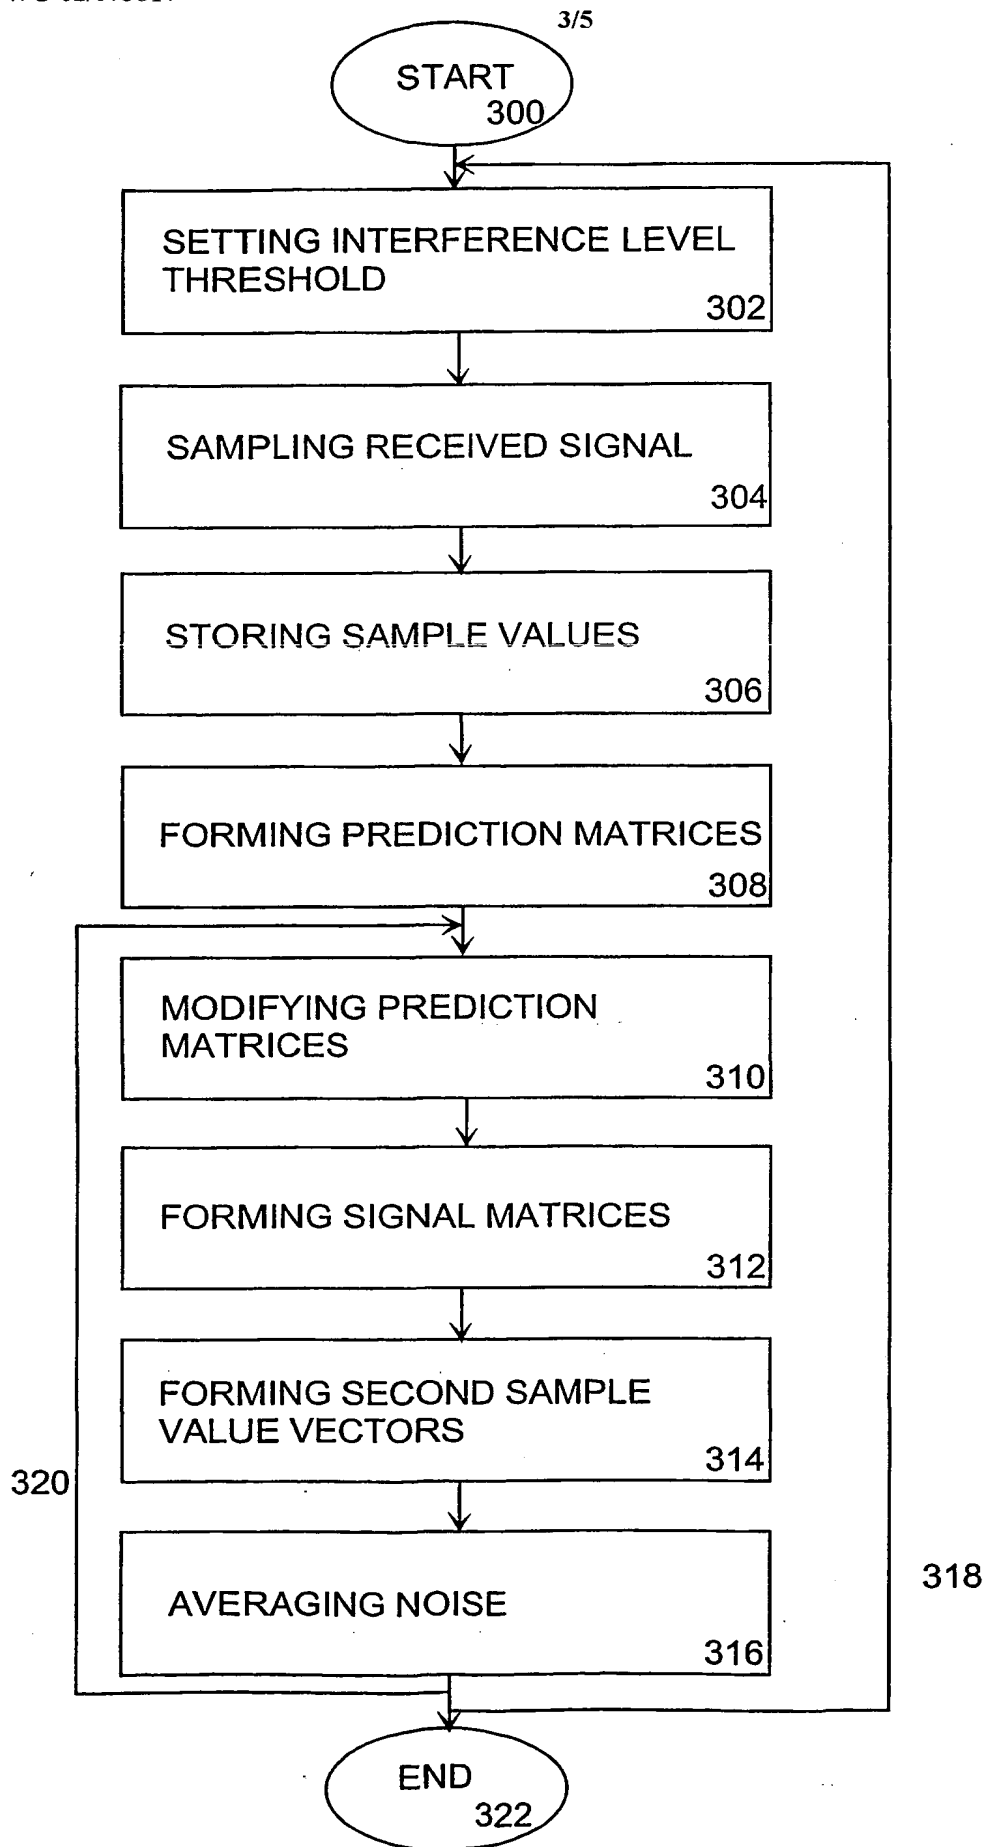 3/5
START
300
SETTING INTERFERENCE LEVEL
THRESHOLD
302
SAMPLING RECEIVED SIGNAL
304
STORING SAMPLE VALUES
306
FORMING PREDICTION MATRICES
308
MODIFYING PREDICTION
MATRICES
310
FORMING SIGNAL MATRICES
312
FORMING SECOND SAMPLE
VALUE VECTORS
314
320
AVERAGING NOISE
316
318
END
322